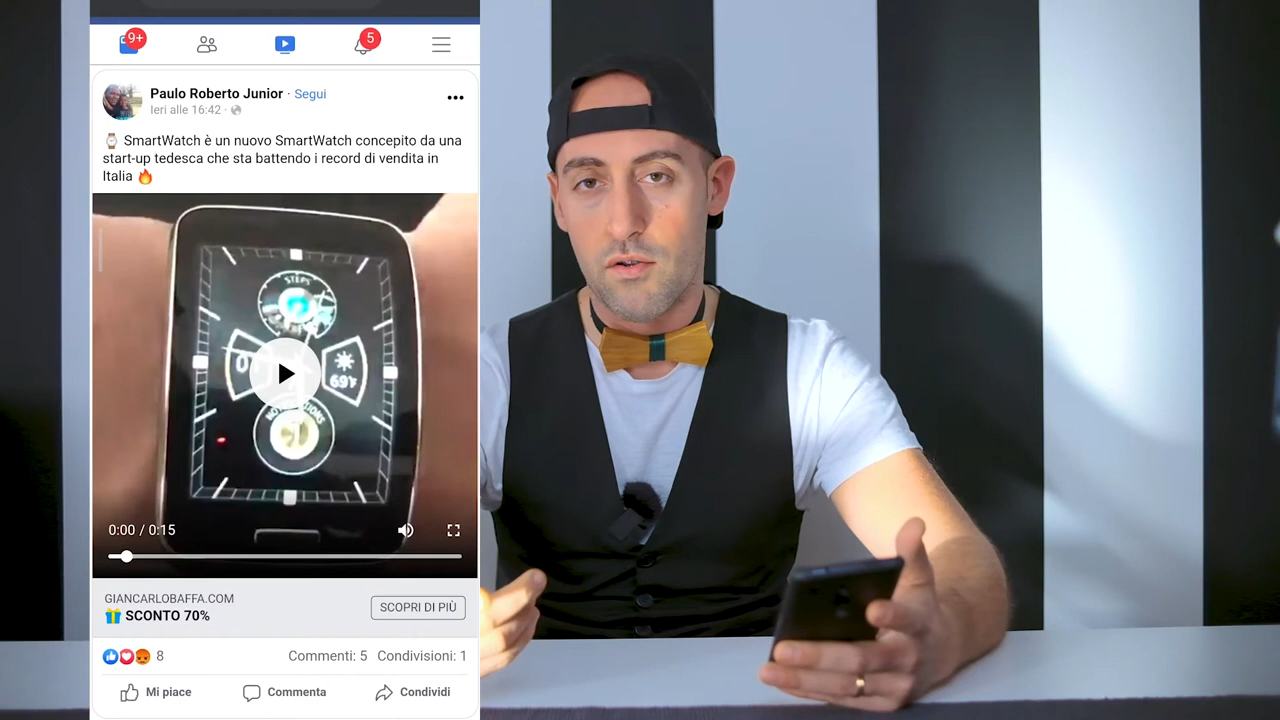 9+
5
Paulo Roberto Junior · Segui
Ieri alle 16:42 ·
SmartWatch è un nuovo SmartWatch concepito da una
start-up tedesca che sta battendo i record di vendita in
Italia
STEPS
69°F
0:00 / 0:15
GIANCARLOBAFFA.COM
SCONTO 70%
SCOPRI DI PIÙ
8
Commenti: 5
Condivisioni: 1
Mi piace
Commenta
Condividi